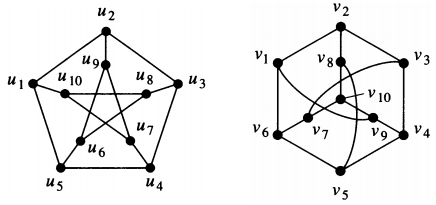 u₂
u₉
u₁
u₁₀
u₈
u₃
u₆
u₇
u₅
u₄
v₂
v₁
v₈
v₃
v₁₀
v₆
v₇
v₉
v₄
v₅